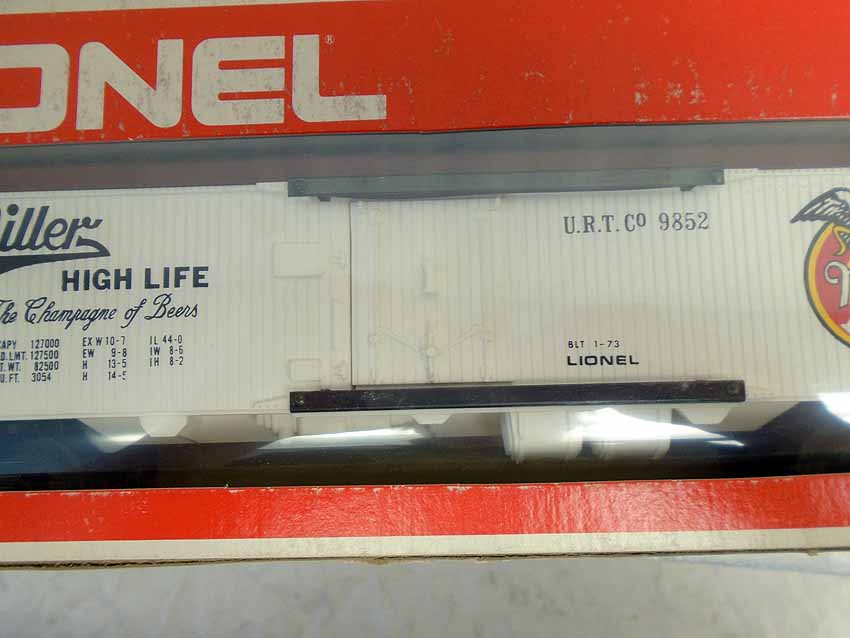 ONEL®
iller
HIGH LIFE
The Champagne of Beers
CAPY 127000 EX W 10-7 IL 44-0
D.LMT. 127500 EW 9-8 IW 8-6
T. WT. 82500 H 13-5 IH 8-2
U.FT. 3054 H 14-5
U.R.T. Co 9852
BLT 1-73
LIONEL